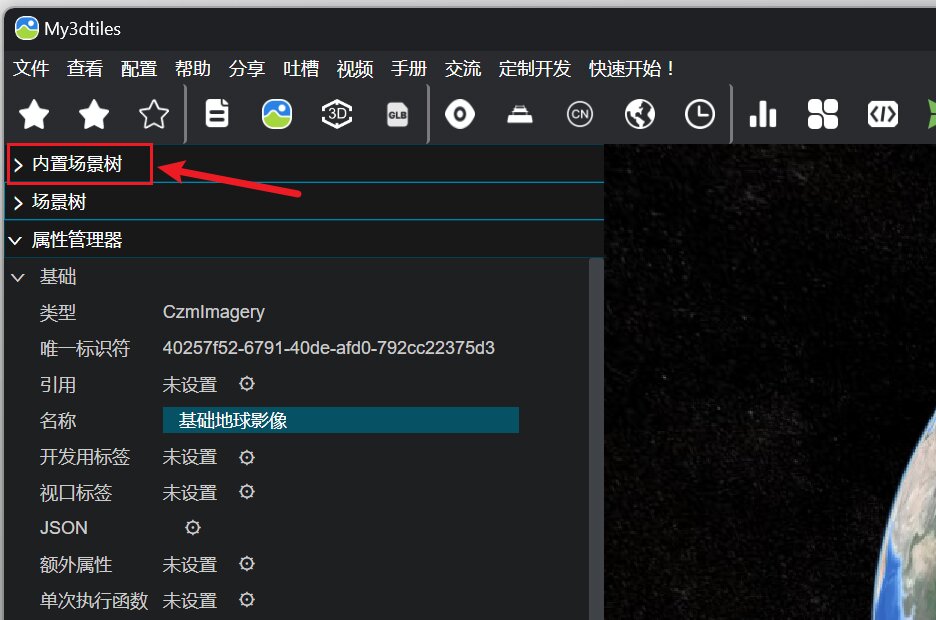 My3dtiles
文件 查看 配置 帮助 分享 吐槽 视频 手册 交流 定制开发 快速开始！
3D GLB CN
内置场景树
场景树
属性管理器
基础
类型 CzmImagery
唯一标识符 40257f52-6791-40de-afd0-792cc22375d3
引用 未设置
名称 基础地球影像
开发用标签 未设置
视口标签 未设置
JSON
额外属性 未设置
单次执行函数 未设置